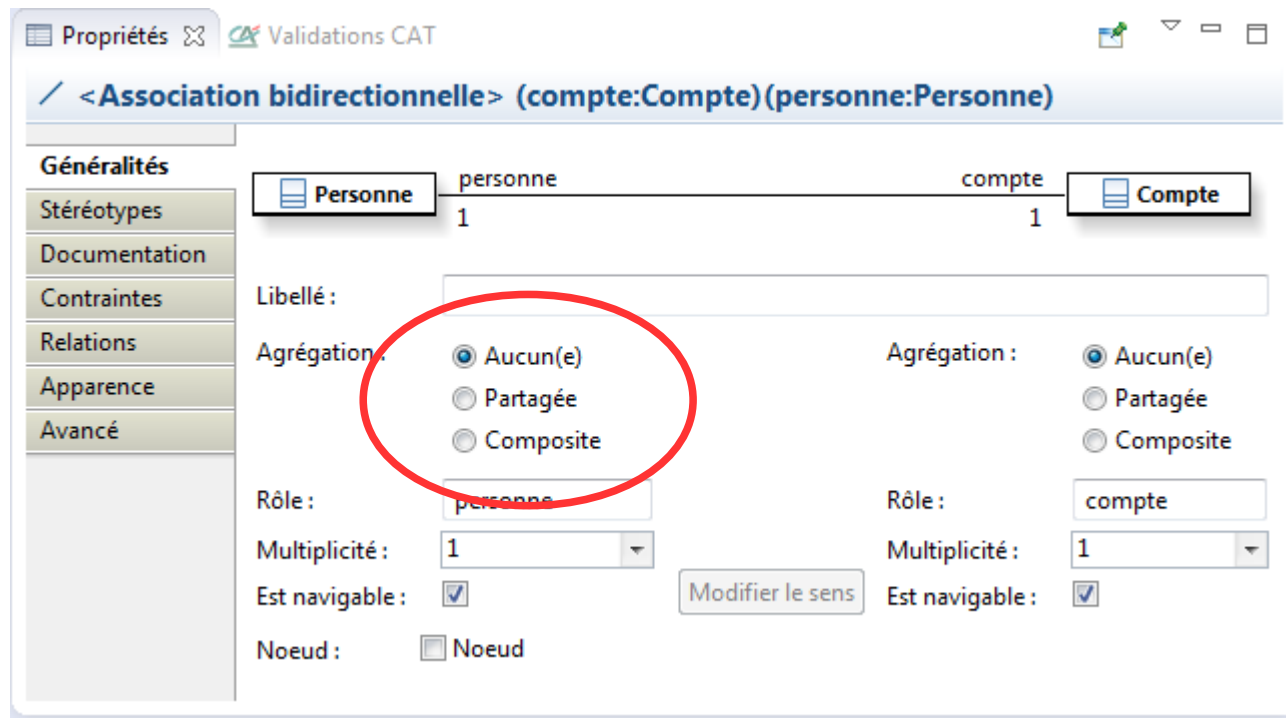 Propriétés Validations CAT
<Association bidirectionnelle> (compte:Compte)(personne:Personne)
Généralités
Stéréotypes
Documentation
Contraintes
Relations
Apparence
Avancé
Personne personne compte Compte
1 1
Libellé :
Agrégation : Aucun(e) Agrégation : Aucun(e)
Partagée Partagée
Composite Composite
Rôle : personne Rôle : compte
Multiplicité : 1 Multiplicité : 1
Est navigable : Modifier le sens Est navigable :
Noeud : Noeud